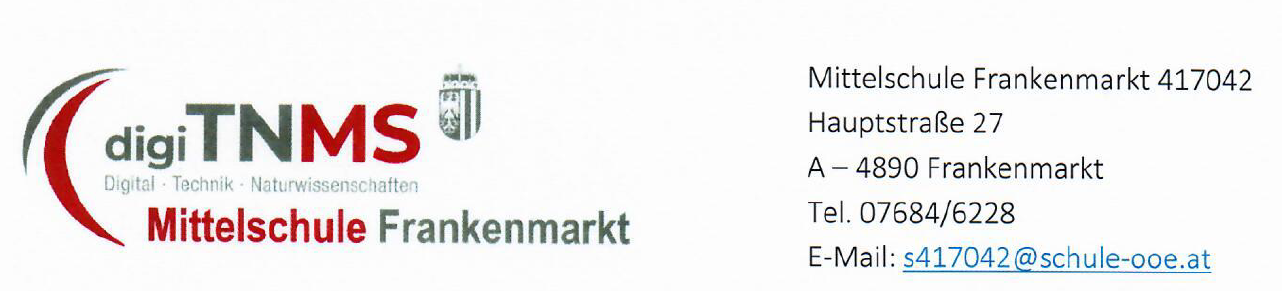 digiTNMS
Digital · Technik · Naturwissenschaften
Mittelschule Frankenmarkt
Mittelschule Frankenmarkt 417042
Hauptstraße 27
A – 4890 Frankenmarkt
Tel. 07684/6228
E-Mail: s417042@schule-ooe.at